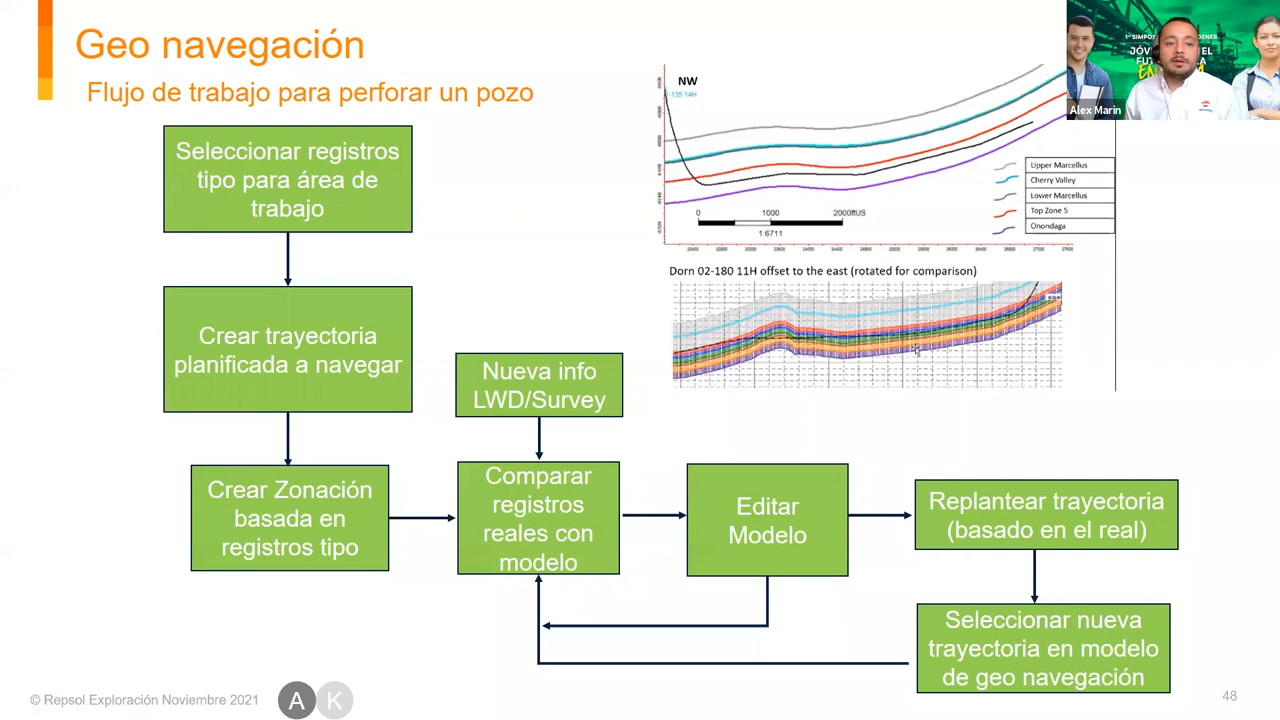 Geo navegación
Flujo de trabajo para perforar un pozo
Seleccionar registros
tipo para área de
trabajo
Crear trayectoria
planificada a navegar
Crear Zonación
basada en
registros tipo
Nueva info
LWD/Survey
Comparar
registros
reales con
modelo
Editar
Modelo
Replantear trayectoria
(basado en el real)
Seleccionar nueva
trayectoria en modelo
de geo navegación
NW
0 1000 2000ftUS
1:6711
Upper Marcellus
Cherry Valley
Lower Marcellus
Top Zone 5
Onondaga
Dorn 02-180 11H offset to the east (rotated for comparison)
Alex Marin
© Repsol Exploración Noviembre 2021
A K
48